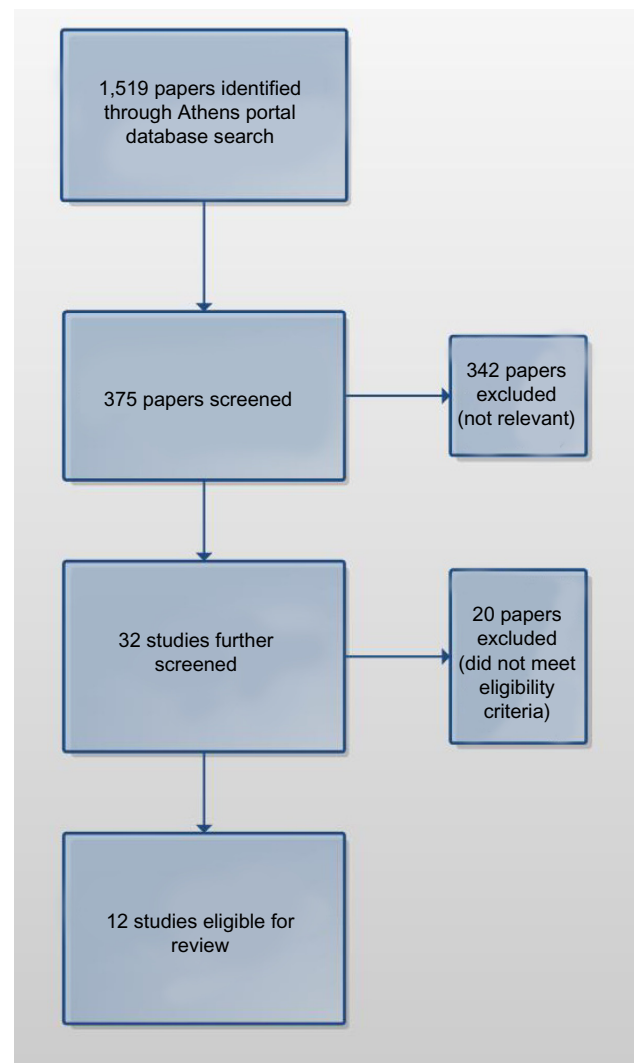 1,519 papers identified
through Athens portal
database search
375 papers screened
342 papers
excluded
(not relevant)
32 studies further
screened
20 papers
excluded
(did not meet
eligibility
criteria)
12 studies eligible for
review